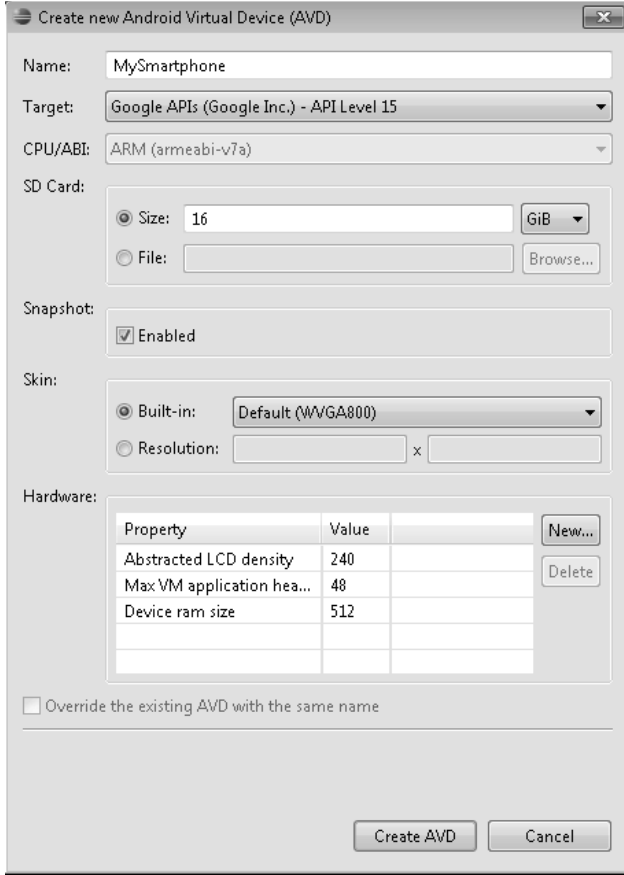 Create new Android Virtual Device (AVD)
Name: MySmartphone
Target: Google APIs (Google Inc.) - API Level 15
CPU/ABI: ARM (armeabi-v7a)
SD Card:
Size: 16 GiB
File: Browse...
Snapshot:
Enabled
Skin:
Built-in: Default (WVGA800)
Resolution: x
Hardware:
Property Value New...
Abstracted LCD density 240 Delete
Max VM application hea... 48
Device ram size 512
Override the existing AVD with the same name
Create AVD Cancel